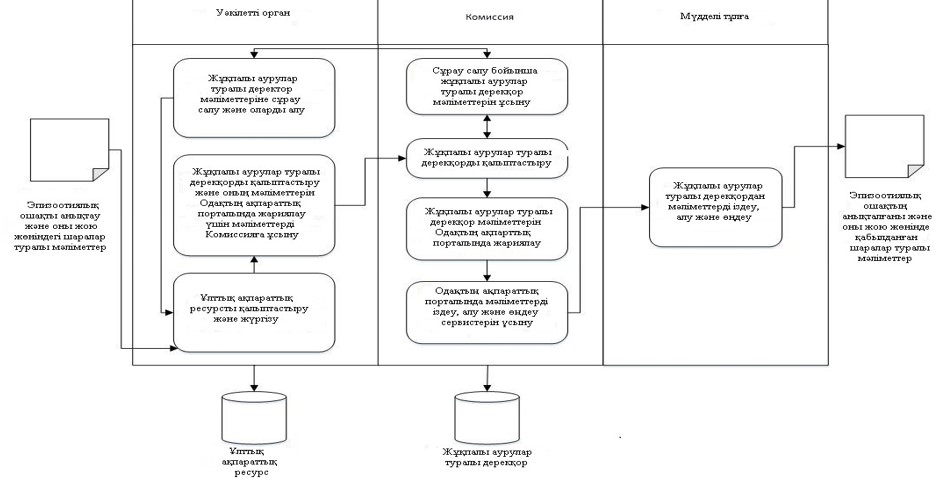 Уәкілетті орган
Комиссия
Мүдделі тұлға
Жұқпалы аурулар
туралы деректор
мәліметтеріне сұрау
салу және оларды алу
Сұрау салу бойынша
жұқпалы аурулар
туралы дерекқор
мәліметтерін ұсыну
Жұқпалы аурулар туралы
дерекқорды қалыптастыру
Жұқпалы аурулар туралы
дерекқорды қалыптастыру
және оның мәліметтерін
Одақтың ақпараттық
порталында жариялау
үшін мәліметтерді
Комиссияға ұсыну
Жұқпалы аурулар туралы
дерекқор мәліметтерін
Одақтың ақпарттық
порталында жариялау
Жұқпалы аурулар
туралы дерекқордан
мәліметтерді іздеу,
алу және өңдеу
Эпизоотиялық
ошақты анықтау
және оны жою
жөніндегі шаралар
туралы мәліметтер
Эпизоотиялық
ошақтың
анықталғаны және
оны жою жөнінде
қабылданған
шаралар туралы
мәліметтер
Ұлттық ақпараттық
ресурсты қалыптастыру
және жүргізу
Одақтың ақпараттық
порталында мәліметтерді
іздеу, алу және өңдеу
сервистерін ұсыну
Ұлттық
ақпараттық
ресурс
Жұқпалы аурулар
туралы дерекқор